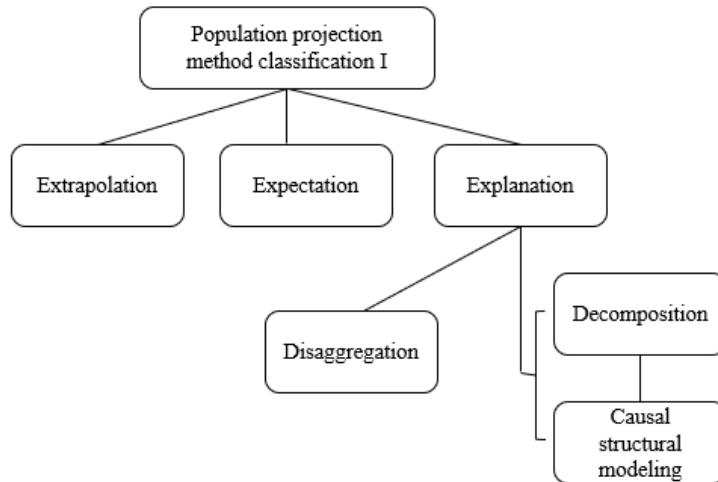 Population projection
method classification I
Extrapolation
Expectation
Explanation
Disaggregation
Decomposition
Causal
structural
modeling